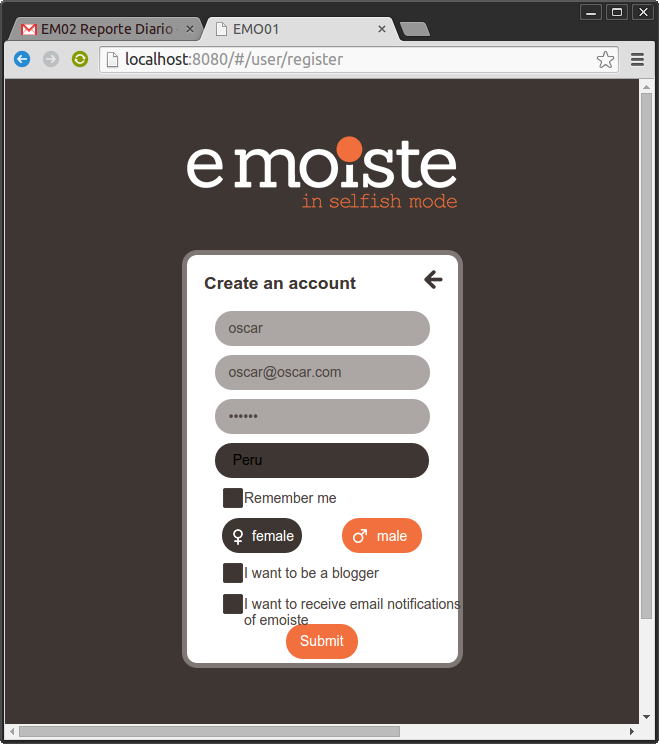 EM02 Reporte Diario
EMO01
localhost:8080/#/user/register
emoiste
in selfish mode
Create an account
oscar
oscar@oscar.com
••••••
Peru
Remember me
female
male
I want to be a blogger
I want to receive email notifications
of emoiste
Submit